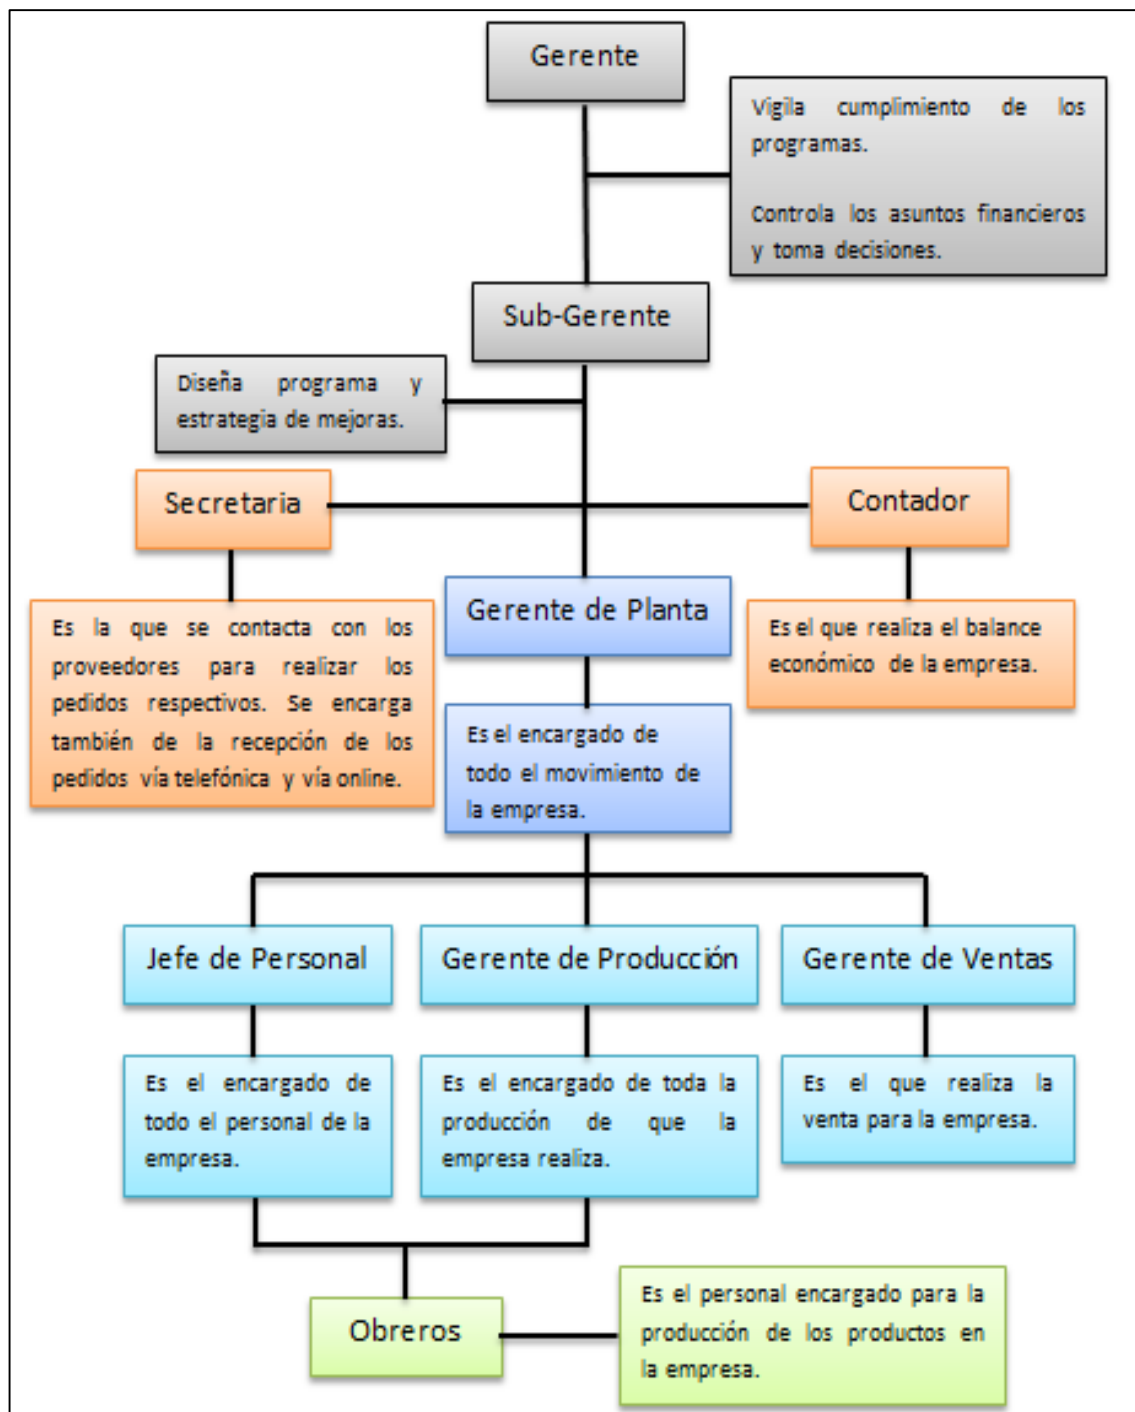 Gerente
Vigila cumplimiento de los
programas.
Controla los asuntos financieros
y toma decisiones.
Sub-Gerente
Diseña programa y
estrategia de mejoras.
Secretaria
Contador
Es la que se contacta con los
proveedores para realizar los
pedidos respectivos. Se encarga
también de la recepción de los
pedidos vía telefónica y vía online.
Gerente de Planta
Es el que realiza el balance
económico de la empresa.
Es el encargado de
todo el movimiento de
la empresa.
Jefe de Personal
Gerente de Producción
Gerente de Ventas
Es el encargado de
todo el personal de la
empresa.
Es el encargado de toda la
producción de que la
empresa realiza.
Es el que realiza la
venta para la empresa.
Obreros
Es el personal encargado para la
producción de los productos en
la empresa.